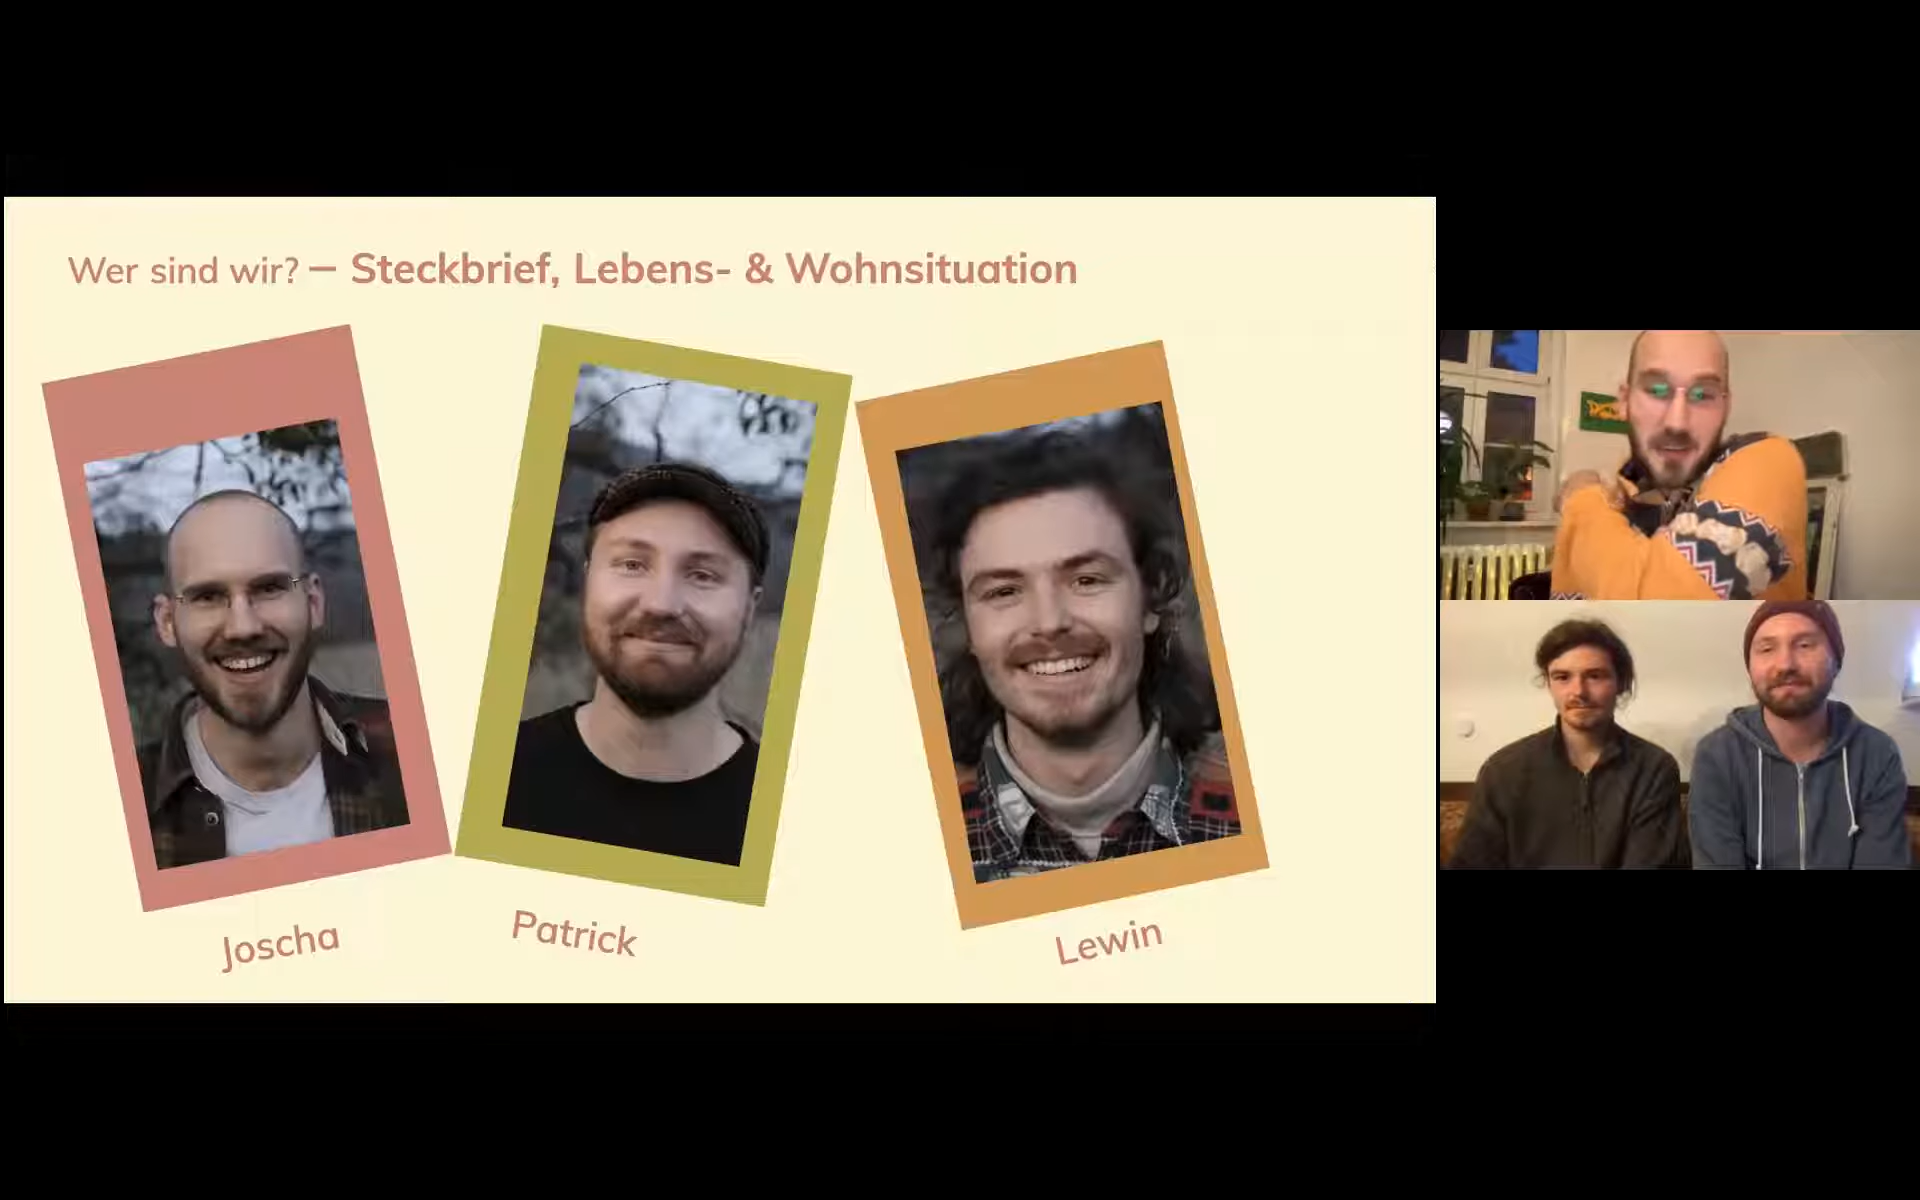 Wer sind wir? – Steckbrief, Lebens- & Wohnsituation
Joscha
Patrick
Lewin